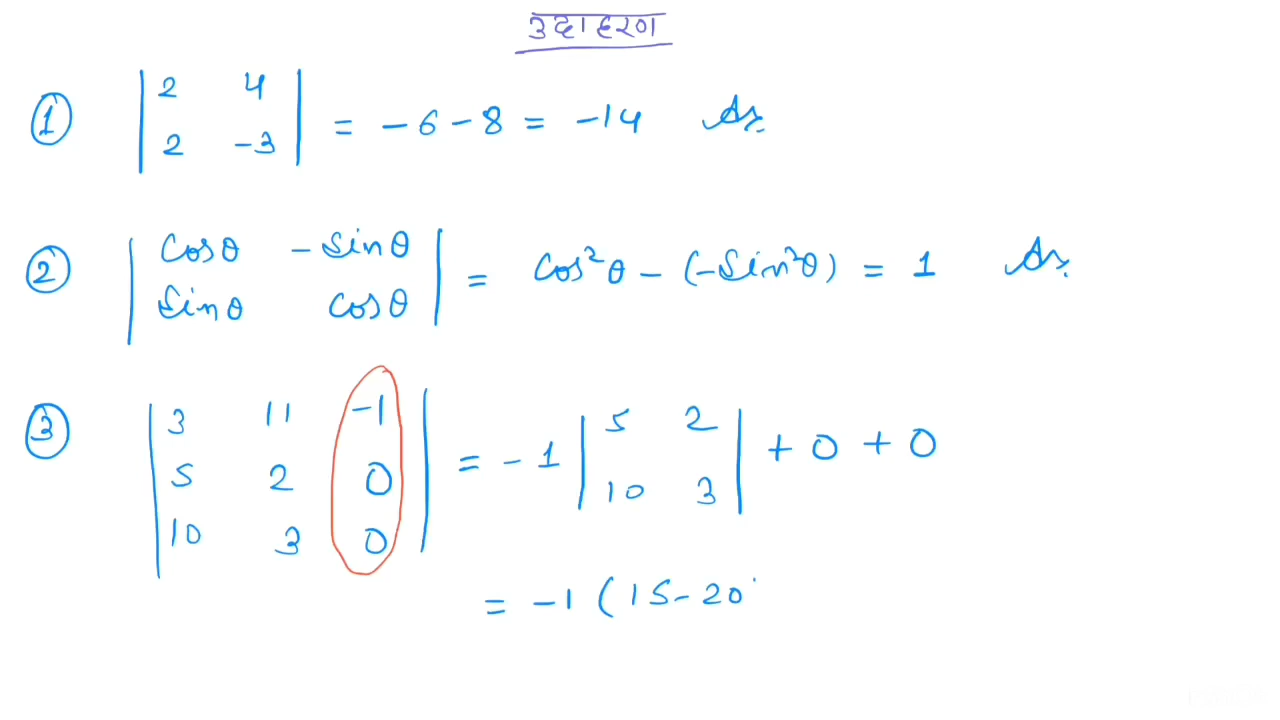 उदाहरण
① | 2 4 | = -6-8 = -14 Ans.
| 2 -3 |
② | Cosθ -Sinθ | = Cos²θ - (-Sin²θ) = 1 Ans.
| Sinθ Cosθ |
③ | 3 11 -1 | = -1 | 5 2 | + 0 + 0
| 5 2 0 | | 10 3 |
| 10 3 0 |
= -1 (15-20